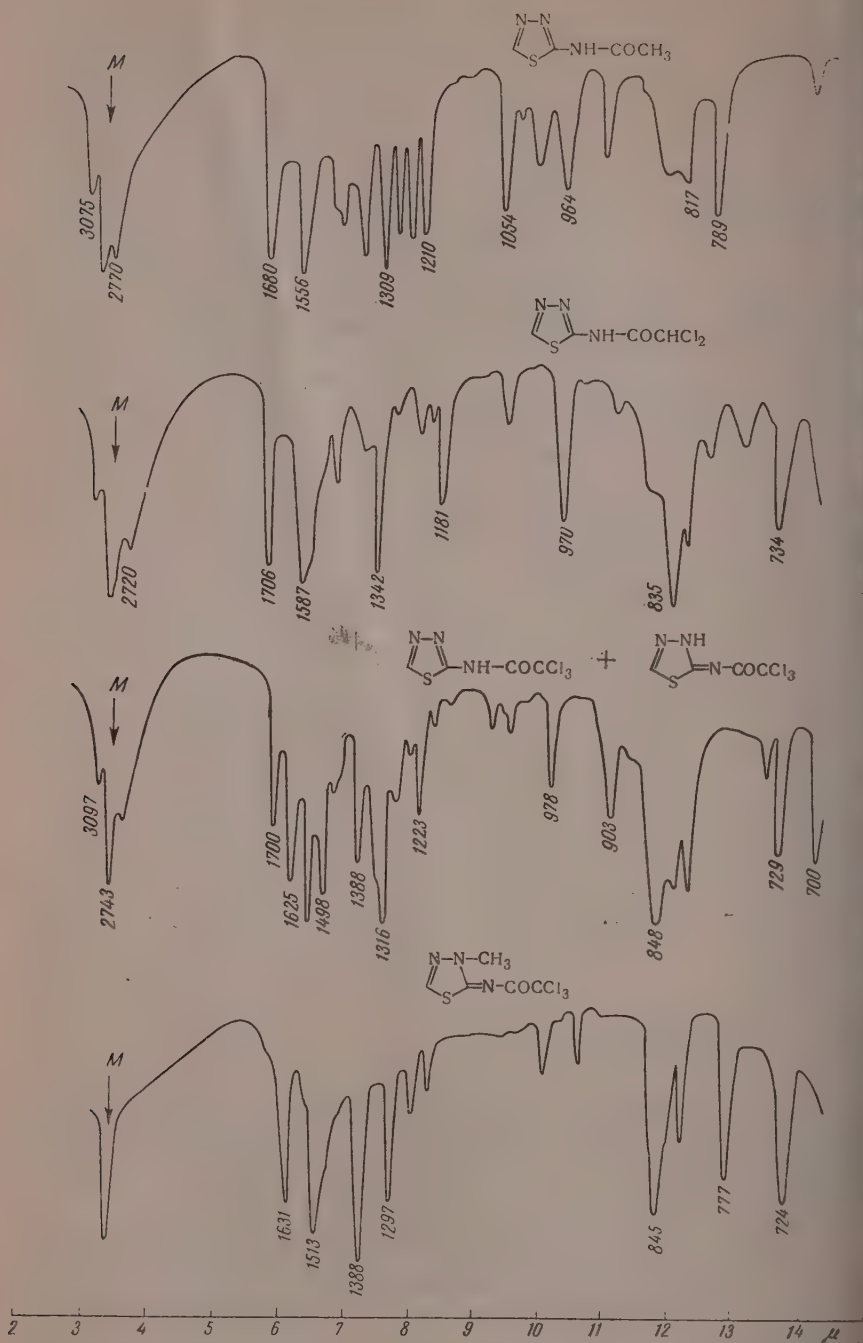 N–N
S
–NH–COCH₃
M
3075
2770
1680
1556
1309
1210
1054
964
817
789
N–N
S
–NH–COCHCl₂
M
2720
1706
1587
1342
1181
970
835
734
N–N
S
–NH–COCCl₃
+
N–NH
S
=N–COCCl₃
M
3097
2743
1700
1625
1498
1388
1316
1223
978
903
848
729
700
N–N–CH₃
S
=N–COCCl₃
M
1631
1513
1388
1297
845
777
724
2 3 4 5 6 7 8 9 10 11 12 13 14 μ